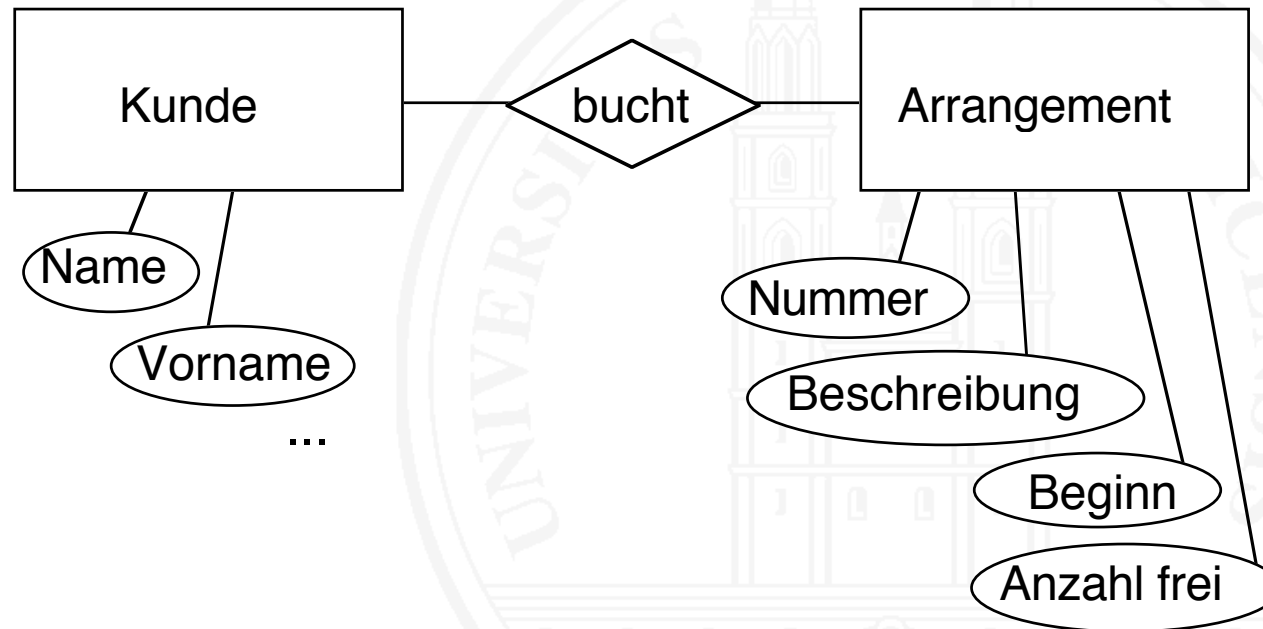 Kunde
bucht
Arrangement
Name
Vorname
...
Nummer
Beschreibung
Beginn
Anzahl frei